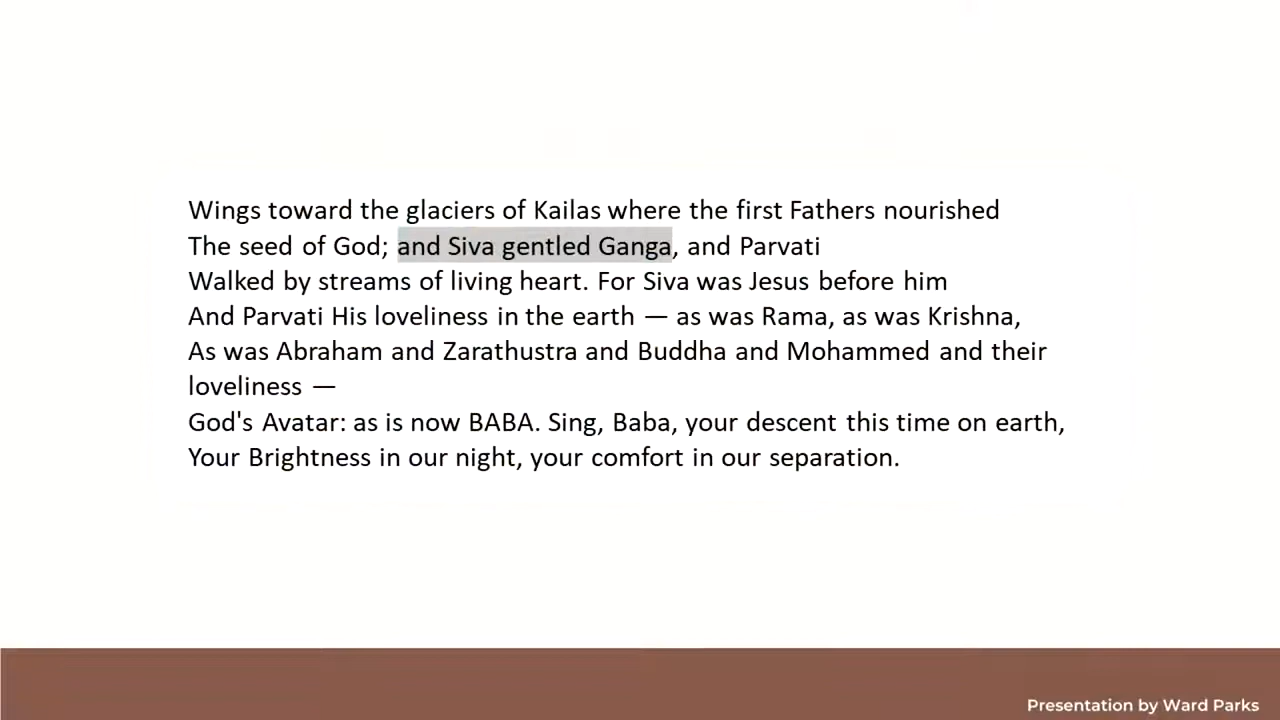 Wings toward the glaciers of Kailas where the first Fathers nourished
The seed of God; and Siva gentled Ganga, and Parvati
Walked by streams of living heart. For Siva was Jesus before him
And Parvati His loveliness in the earth — as was Rama, as was Krishna,
As was Abraham and Zarathustra and Buddha and Mohammed and their
loveliness —
God's Avatar: as is now BABA. Sing, Baba, your descent this time on earth,
Your Brightness in our night, your comfort in our separation.
Presentation by Ward Parks